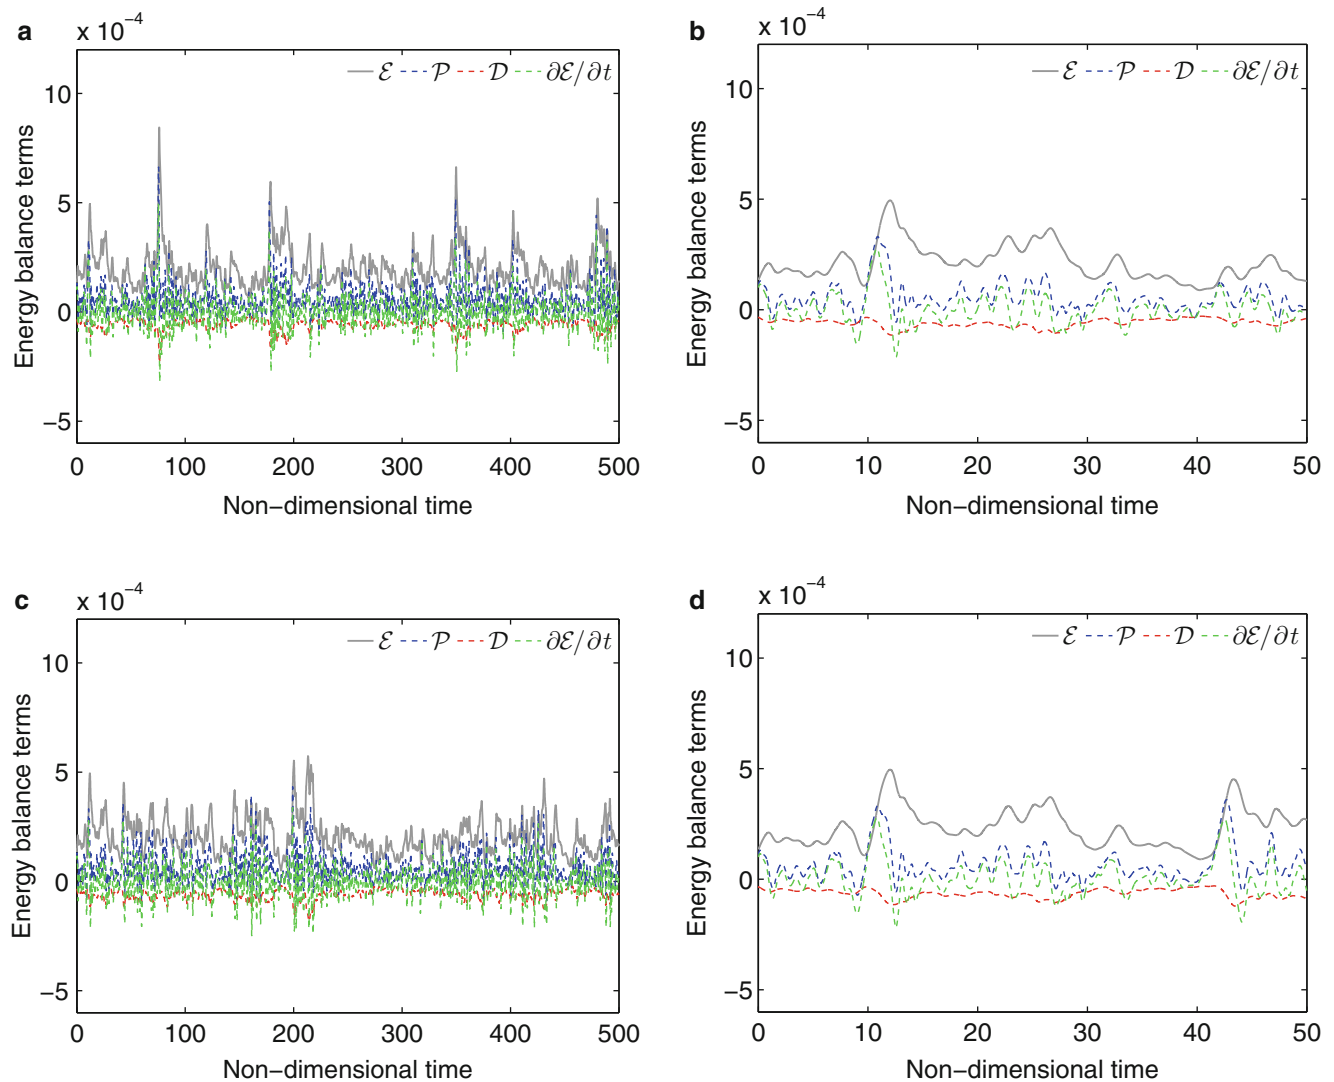 a
x 10⁻⁴
ℰ 𝒫 𝒟 ∂ℰ/∂t
10
5
0
−5
0 100 200 300 400 500
Energy balance terms
Non−dimensional time
b
x 10⁻⁴
ℰ 𝒫 𝒟 ∂ℰ/∂t
10
5
0
−5
0 10 20 30 40 50
Energy balance terms
Non−dimensional time
c
x 10⁻⁴
ℰ 𝒫 𝒟 ∂ℰ/∂t
10
5
0
−5
0 100 200 300 400 500
Energy balance terms
Non−dimensional time
d
x 10⁻⁴
ℰ 𝒫 𝒟 ∂ℰ/∂t
10
5
0
−5
0 10 20 30 40 50
Energy balance terms
Non−dimensional time